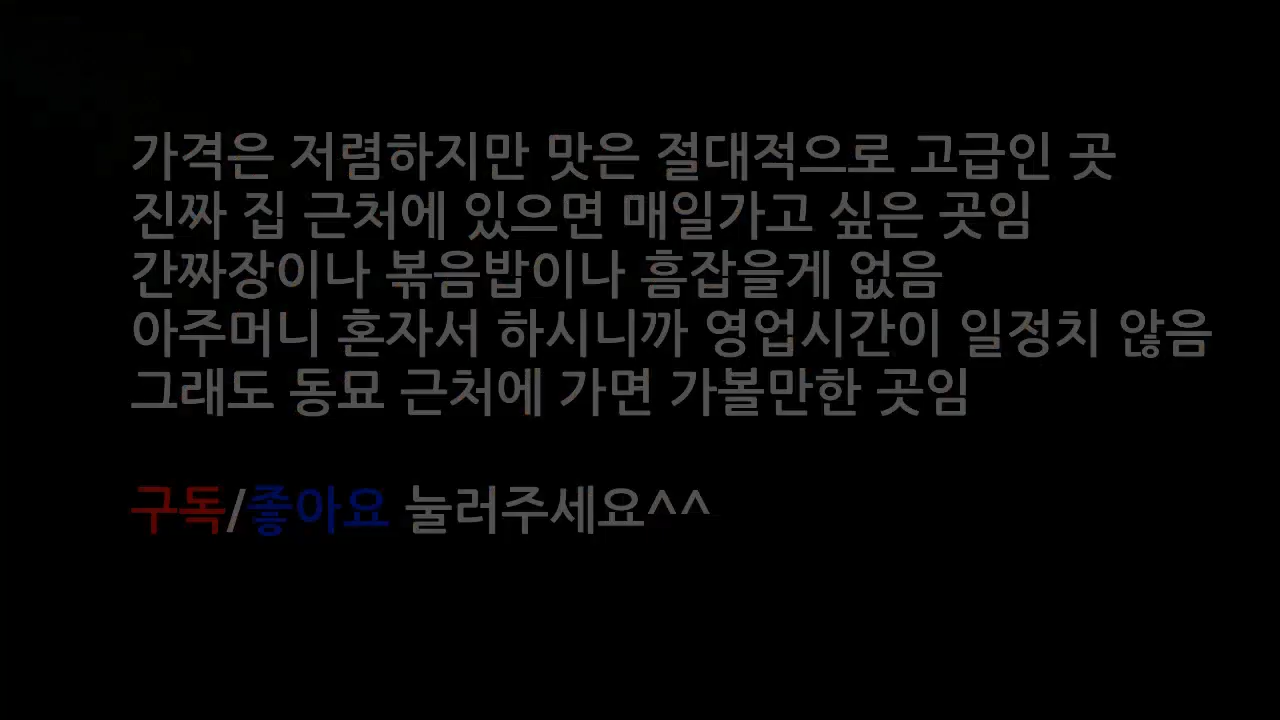 가격은 저렴하지만 맛은 절대적으로 고급인 곳
진짜 집 근처에 있으면 매일가고 싶은 곳임
간짜장이나 볶음밥이나 흠잡을게 없음
아주머니 혼자서 하시니까 영업시간이 일정치 않음
그래도 동묘 근처에 가면 가볼만한 곳임
구독/좋아요 눌러주세요^^